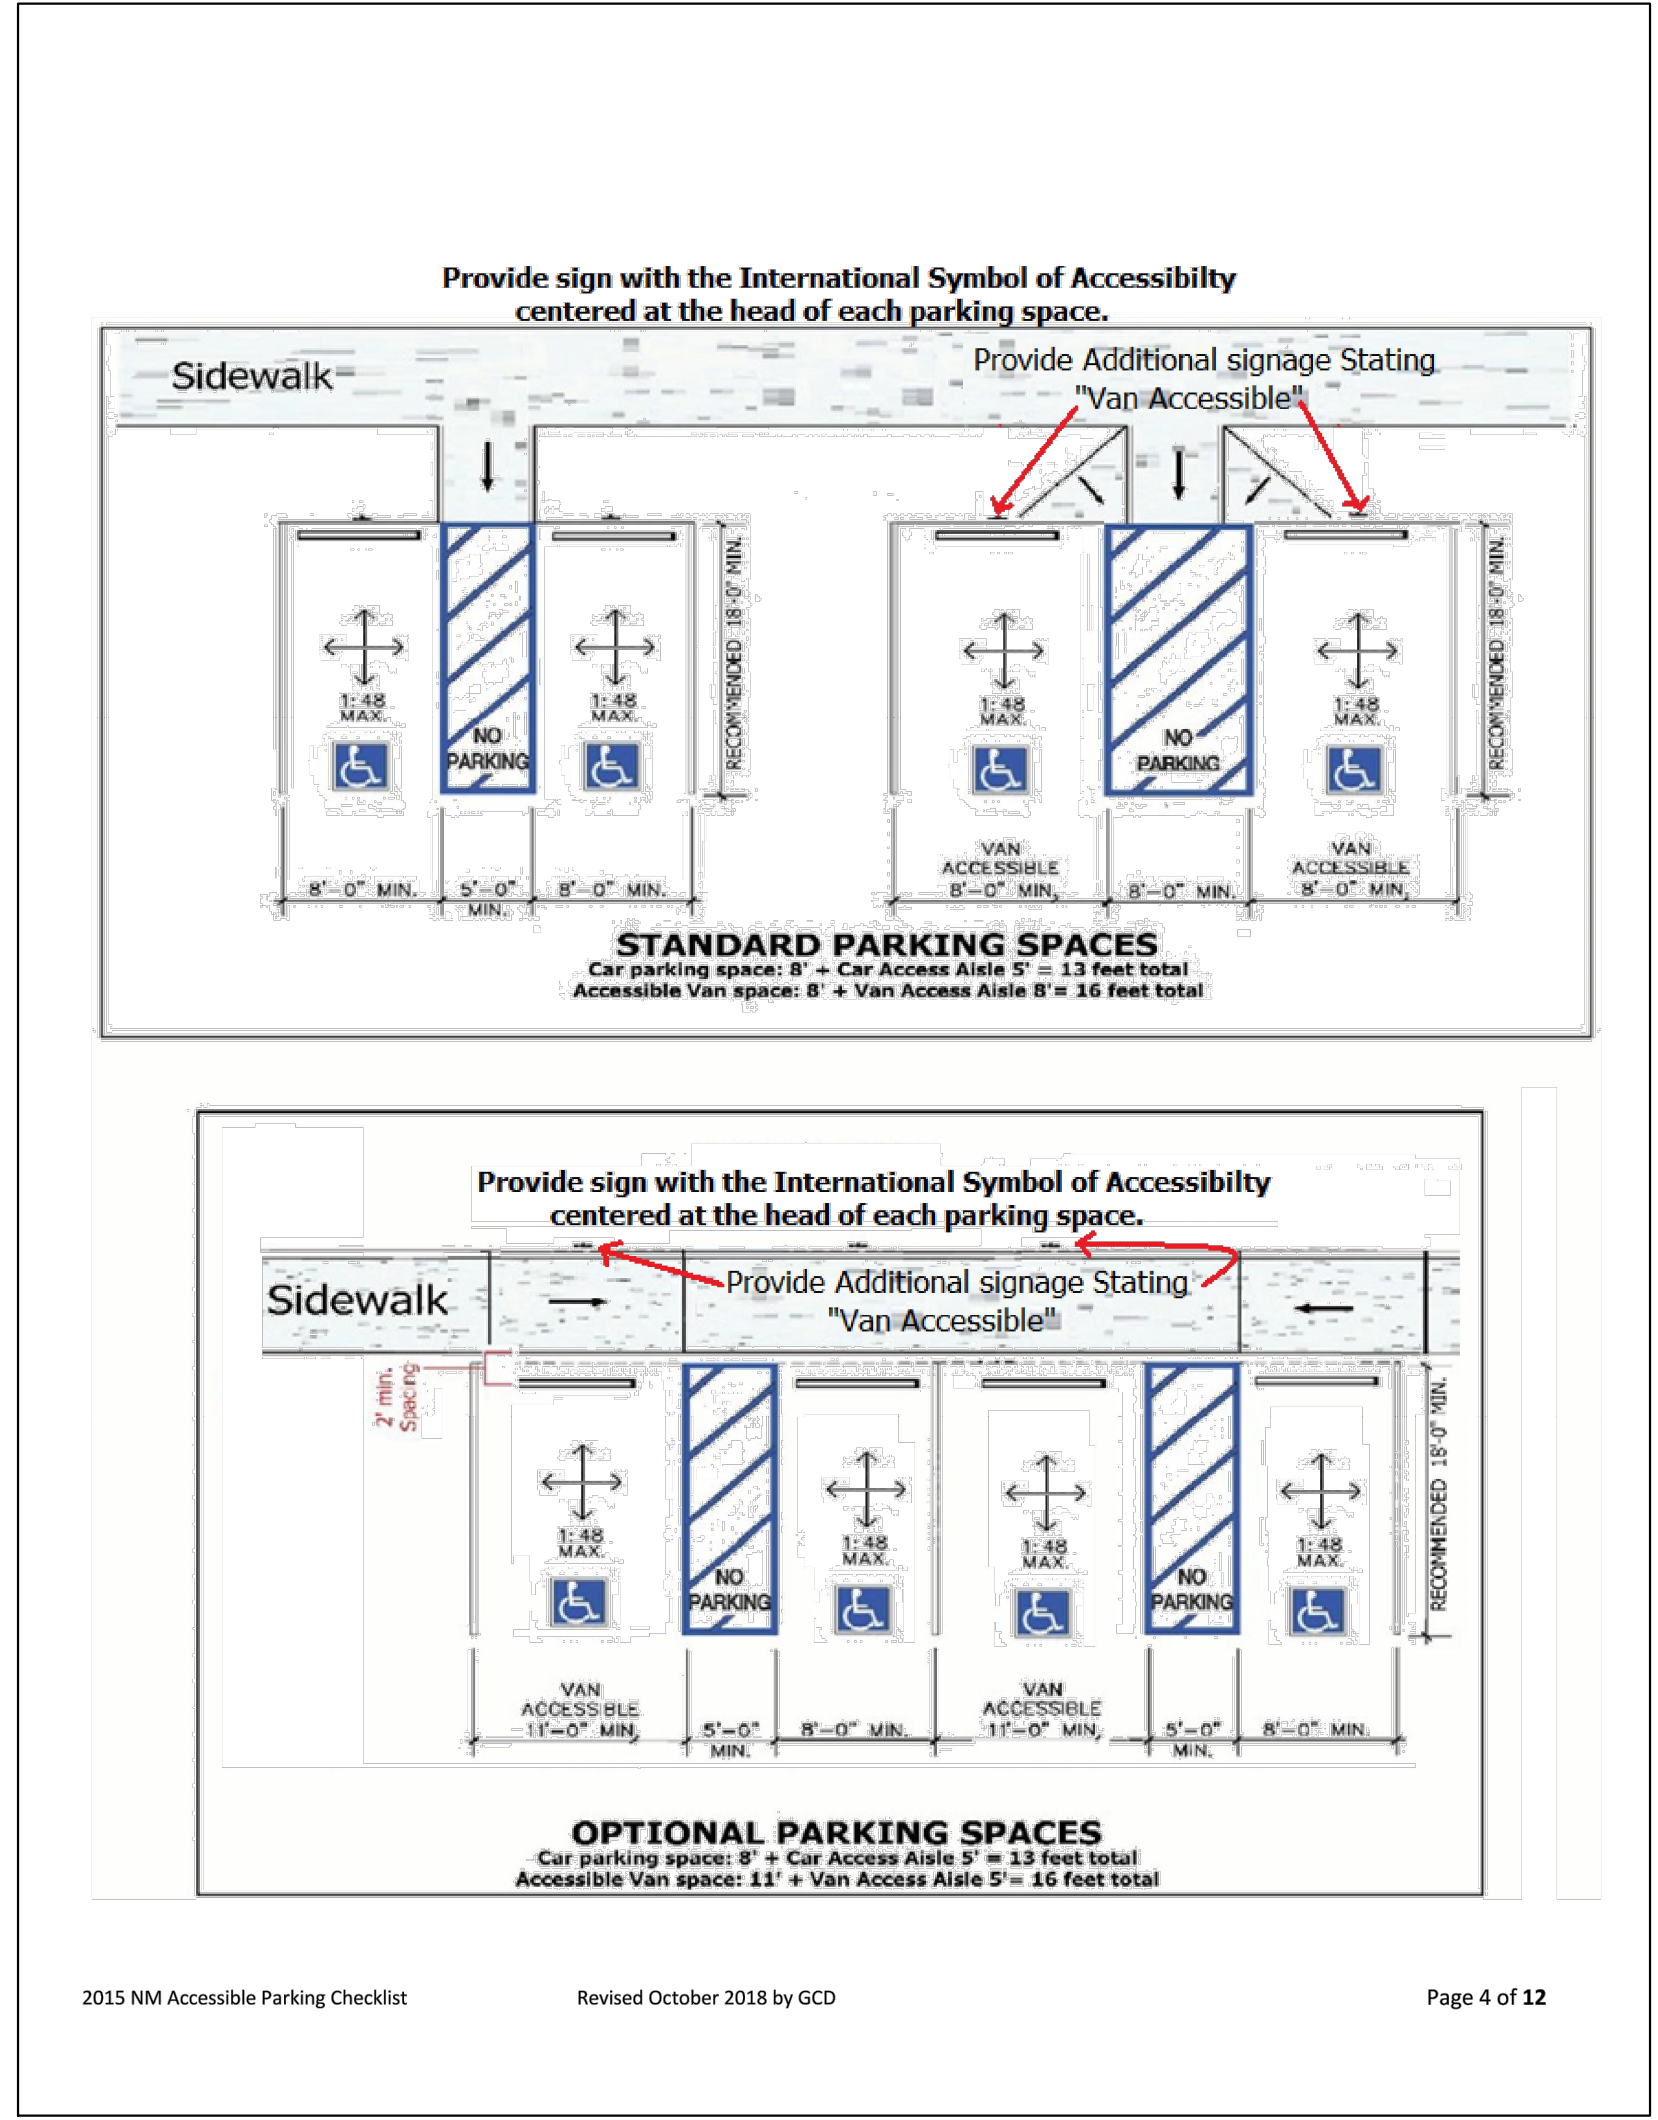 Provide sign with the International Symbol of Accessibilty
centered at the head of each parking space.
Sidewalk
Provide Additional signage Stating
"Van Accessible"
1:48
MAX.
1:48
MAX.
1:48
MAX.
1:48
MAX.
NO
PARKING
NO
PARKING
RECOMMENDED 18'-0" MIN.
RECOMMENDED 18'-0" MIN.
VAN
ACCESSIBLE
VAN
ACCESSIBLE
8'-0" MIN.
5'-0"
MIN.
8'-0" MIN.
8'-0" MIN.
8'-0" MIN.
8'-0" MIN.
STANDARD PARKING SPACES
Car parking space: 8' + Car Access Aisle 5' = 13 feet total
Accessible Van space: 8' + Van Access Aisle 8'= 16 feet total
Provide sign with the International Symbol of Accessibilty
centered at the head of each parking space.
Sidewalk
Provide Additional signage Stating
"Van Accessible"
2' min.
Spacing
1:48
MAX.
1:48
MAX.
1:48
MAX.
1:48
MAX.
NO
PARKING
NO
PARKING
RECOMMENDED 18'-0" MIN.
VAN
ACCESSIBLE
11'-0" MIN.
5'-0"
MIN.
8'-0" MIN.
VAN
ACCESSIBLE
11'-0" MIN.
5'-0"
MIN.
8'-0" MIN.
OPTIONAL PARKING SPACES
Car parking space: 8' + Car Access Aisle 5' = 13 feet total
Accessible Van space: 11' + Van Access Aisle 5'= 16 feet total
2015 NM Accessible Parking Checklist
Revised October 2018 by GCD
Page 4 of 12